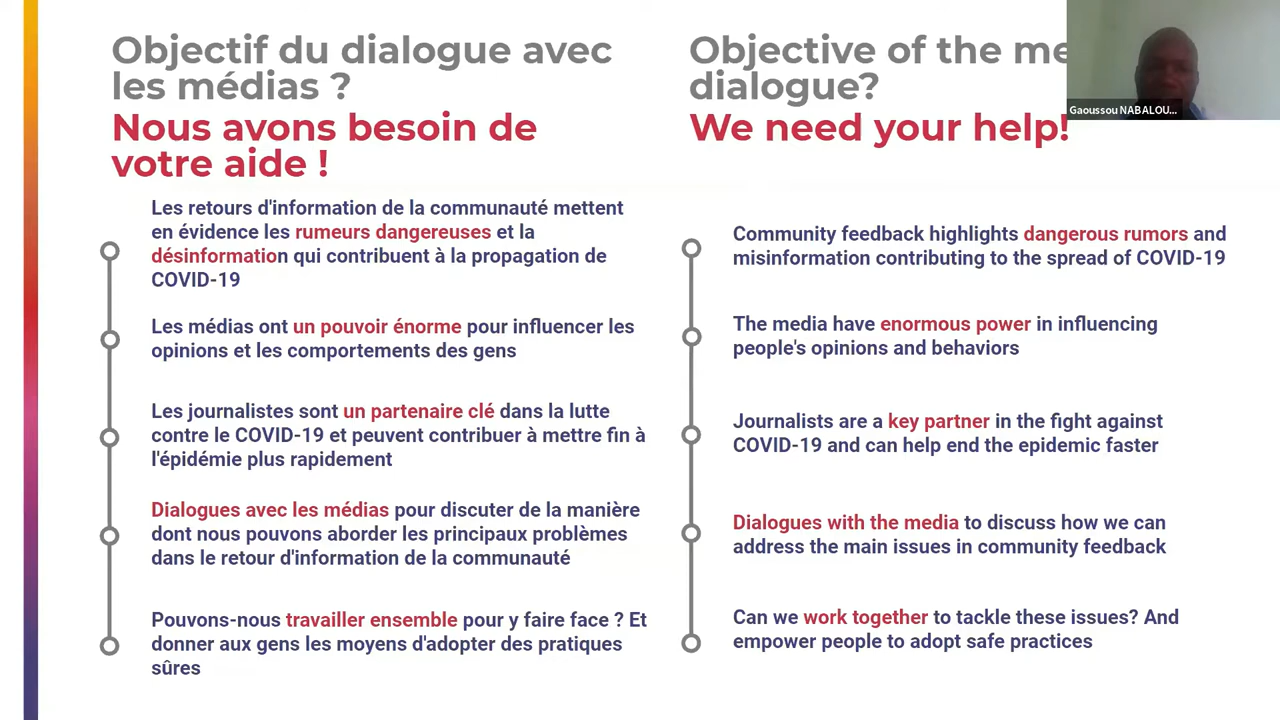 Objectif du dialogue avec
les médias ?
Nous avons besoin de
votre aide !
Les retours d'information de la communauté mettent
en évidence les rumeurs dangereuses et la
désinformation qui contribuent à la propagation de
COVID-19
Les médias ont un pouvoir énorme pour influencer les
opinions et les comportements des gens
Les journalistes sont un partenaire clé dans la lutte
contre le COVID-19 et peuvent contribuer à mettre fin à
l'épidémie plus rapidement
Dialogues avec les médias pour discuter de la manière
dont nous pouvons aborder les principaux problèmes
dans le retour d'information de la communauté
Pouvons-nous travailler ensemble pour y faire face ? Et
donner aux gens les moyens d'adopter des pratiques
sûres
Objective of the me
dialogue?
We need your help!
Community feedback highlights dangerous rumors and
misinformation contributing to the spread of COVID-19
The media have enormous power in influencing
people's opinions and behaviors
Journalists are a key partner in the fight against
COVID-19 and can help end the epidemic faster
Dialogues with the media to discuss how we can
address the main issues in community feedback
Can we work together to tackle these issues? And
empower people to adopt safe practices
Gaoussou NABALOU...